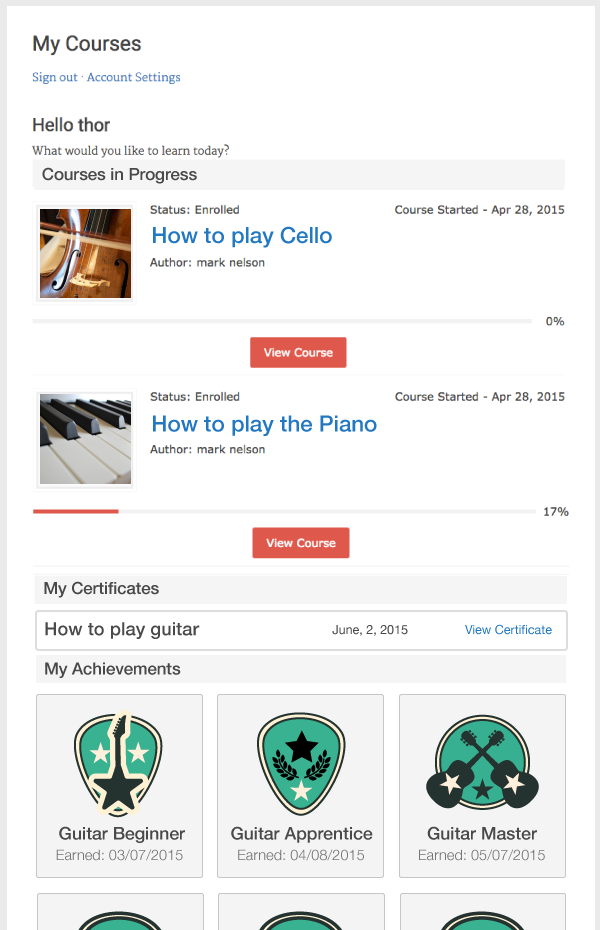 My Courses
Sign out · Account Settings
Hello thor
What would you like to learn today?
Courses in Progress
Status: Enrolled Course Started - Apr 28, 2015
How to play Cello
Author: mark nelson
0%
View Course
Status: Enrolled Course Started - Apr 28, 2015
How to play the Piano
Author: mark nelson
17%
View Course
My Certificates
How to play guitar June, 2, 2015 View Certificate
My Achievements
Guitar Beginner Guitar Apprentice Guitar Master
Earned: 03/07/2015 Earned: 04/08/2015 Earned: 05/07/2015